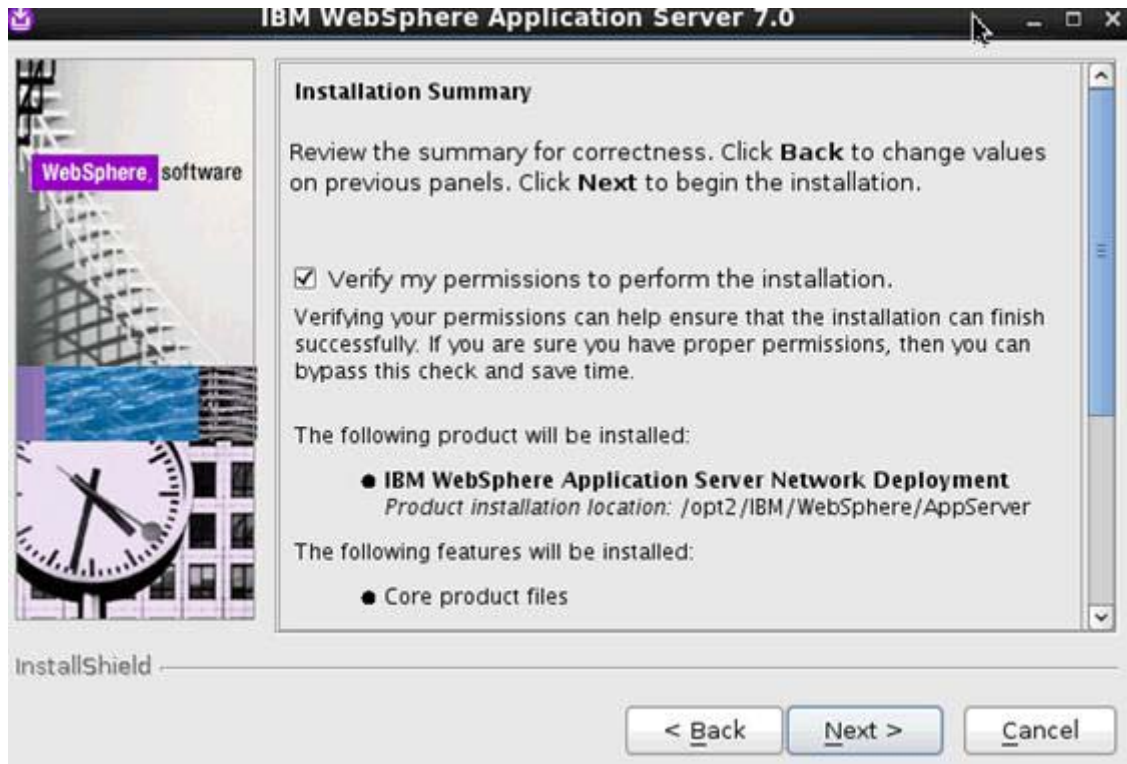 IBM WebSphere Application Server 7.0
WebSphere. software
Installation Summary
Review the summary for correctness. Click Back to change values
on previous panels. Click Next to begin the installation.
Verify my permissions to perform the installation.
Verifying your permissions can help ensure that the installation can finish
successfully. If you are sure you have proper permissions, then you can
bypass this check and save time.
The following product will be installed:
IBM WebSphere Application Server Network Deployment
Product installation location: /opt2/IBM/WebSphere/AppServer
The following features will be installed:
Core product files
InstallShield
< Back
Next >
Cancel